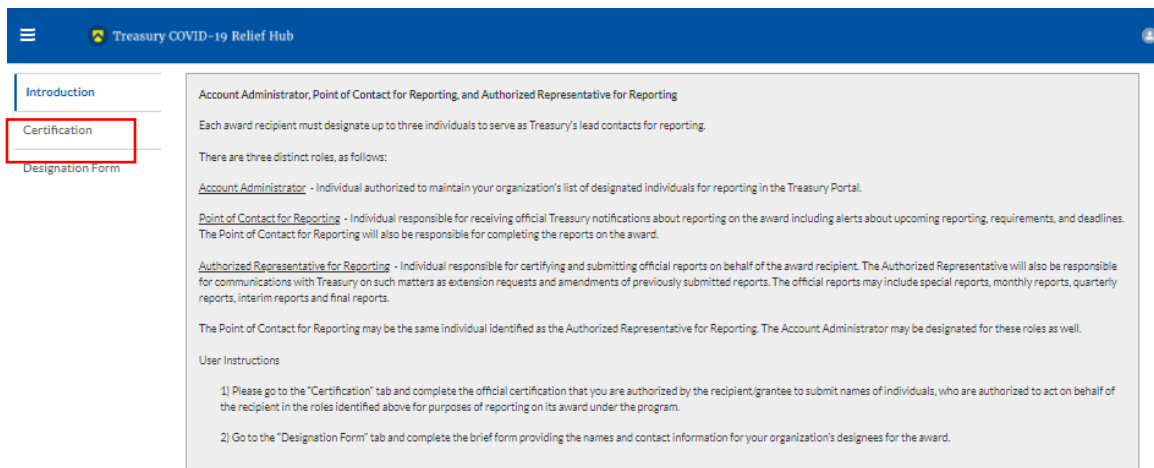 Treasury COVID-19 Relief Hub
Introduction
Certification
Designation Form
Account Administrator, Point of Contact for Reporting, and Authorized Representative for Reporting
Each award recipient must designate up to three individuals to serve as Treasury's lead contacts for reporting.
There are three distinct roles, as follows:
Account Administrator - Individual authorized to maintain your organization's list of designated individuals for reporting in the Treasury Portal.
Point of Contact for Reporting - Individual responsible for receiving official Treasury notifications about reporting on the award including alerts about upcoming reporting, requirements, and deadlines.
The Point of Contact for Reporting will also be responsible for completing the reports on the award.
Authorized Representative for Reporting - Individual responsible for certifying and submitting official reports on behalf of the award recipient. The Authorized Representative will also be responsible
for communications with Treasury on such matters as extension requests and amendments of previously submitted reports. The official reports may include special reports, monthly reports, quarterly
reports, interim reports and final reports.
The Point of Contact for Reporting may be the same individual identified as the Authorized Representative for Reporting. The Account Administrator may be designated for these roles as well.
User Instructions
1) Please go to the "Certification" tab and complete the official certification that you are authorized by the recipient/grantee to submit names of individuals, who are authorized to act on behalf of
the recipient in the roles identified above for purposes of reporting on its award under the program.
2) Go to the "Designation Form" tab and complete the brief form providing the names and contact information for your organization's designees for the award.